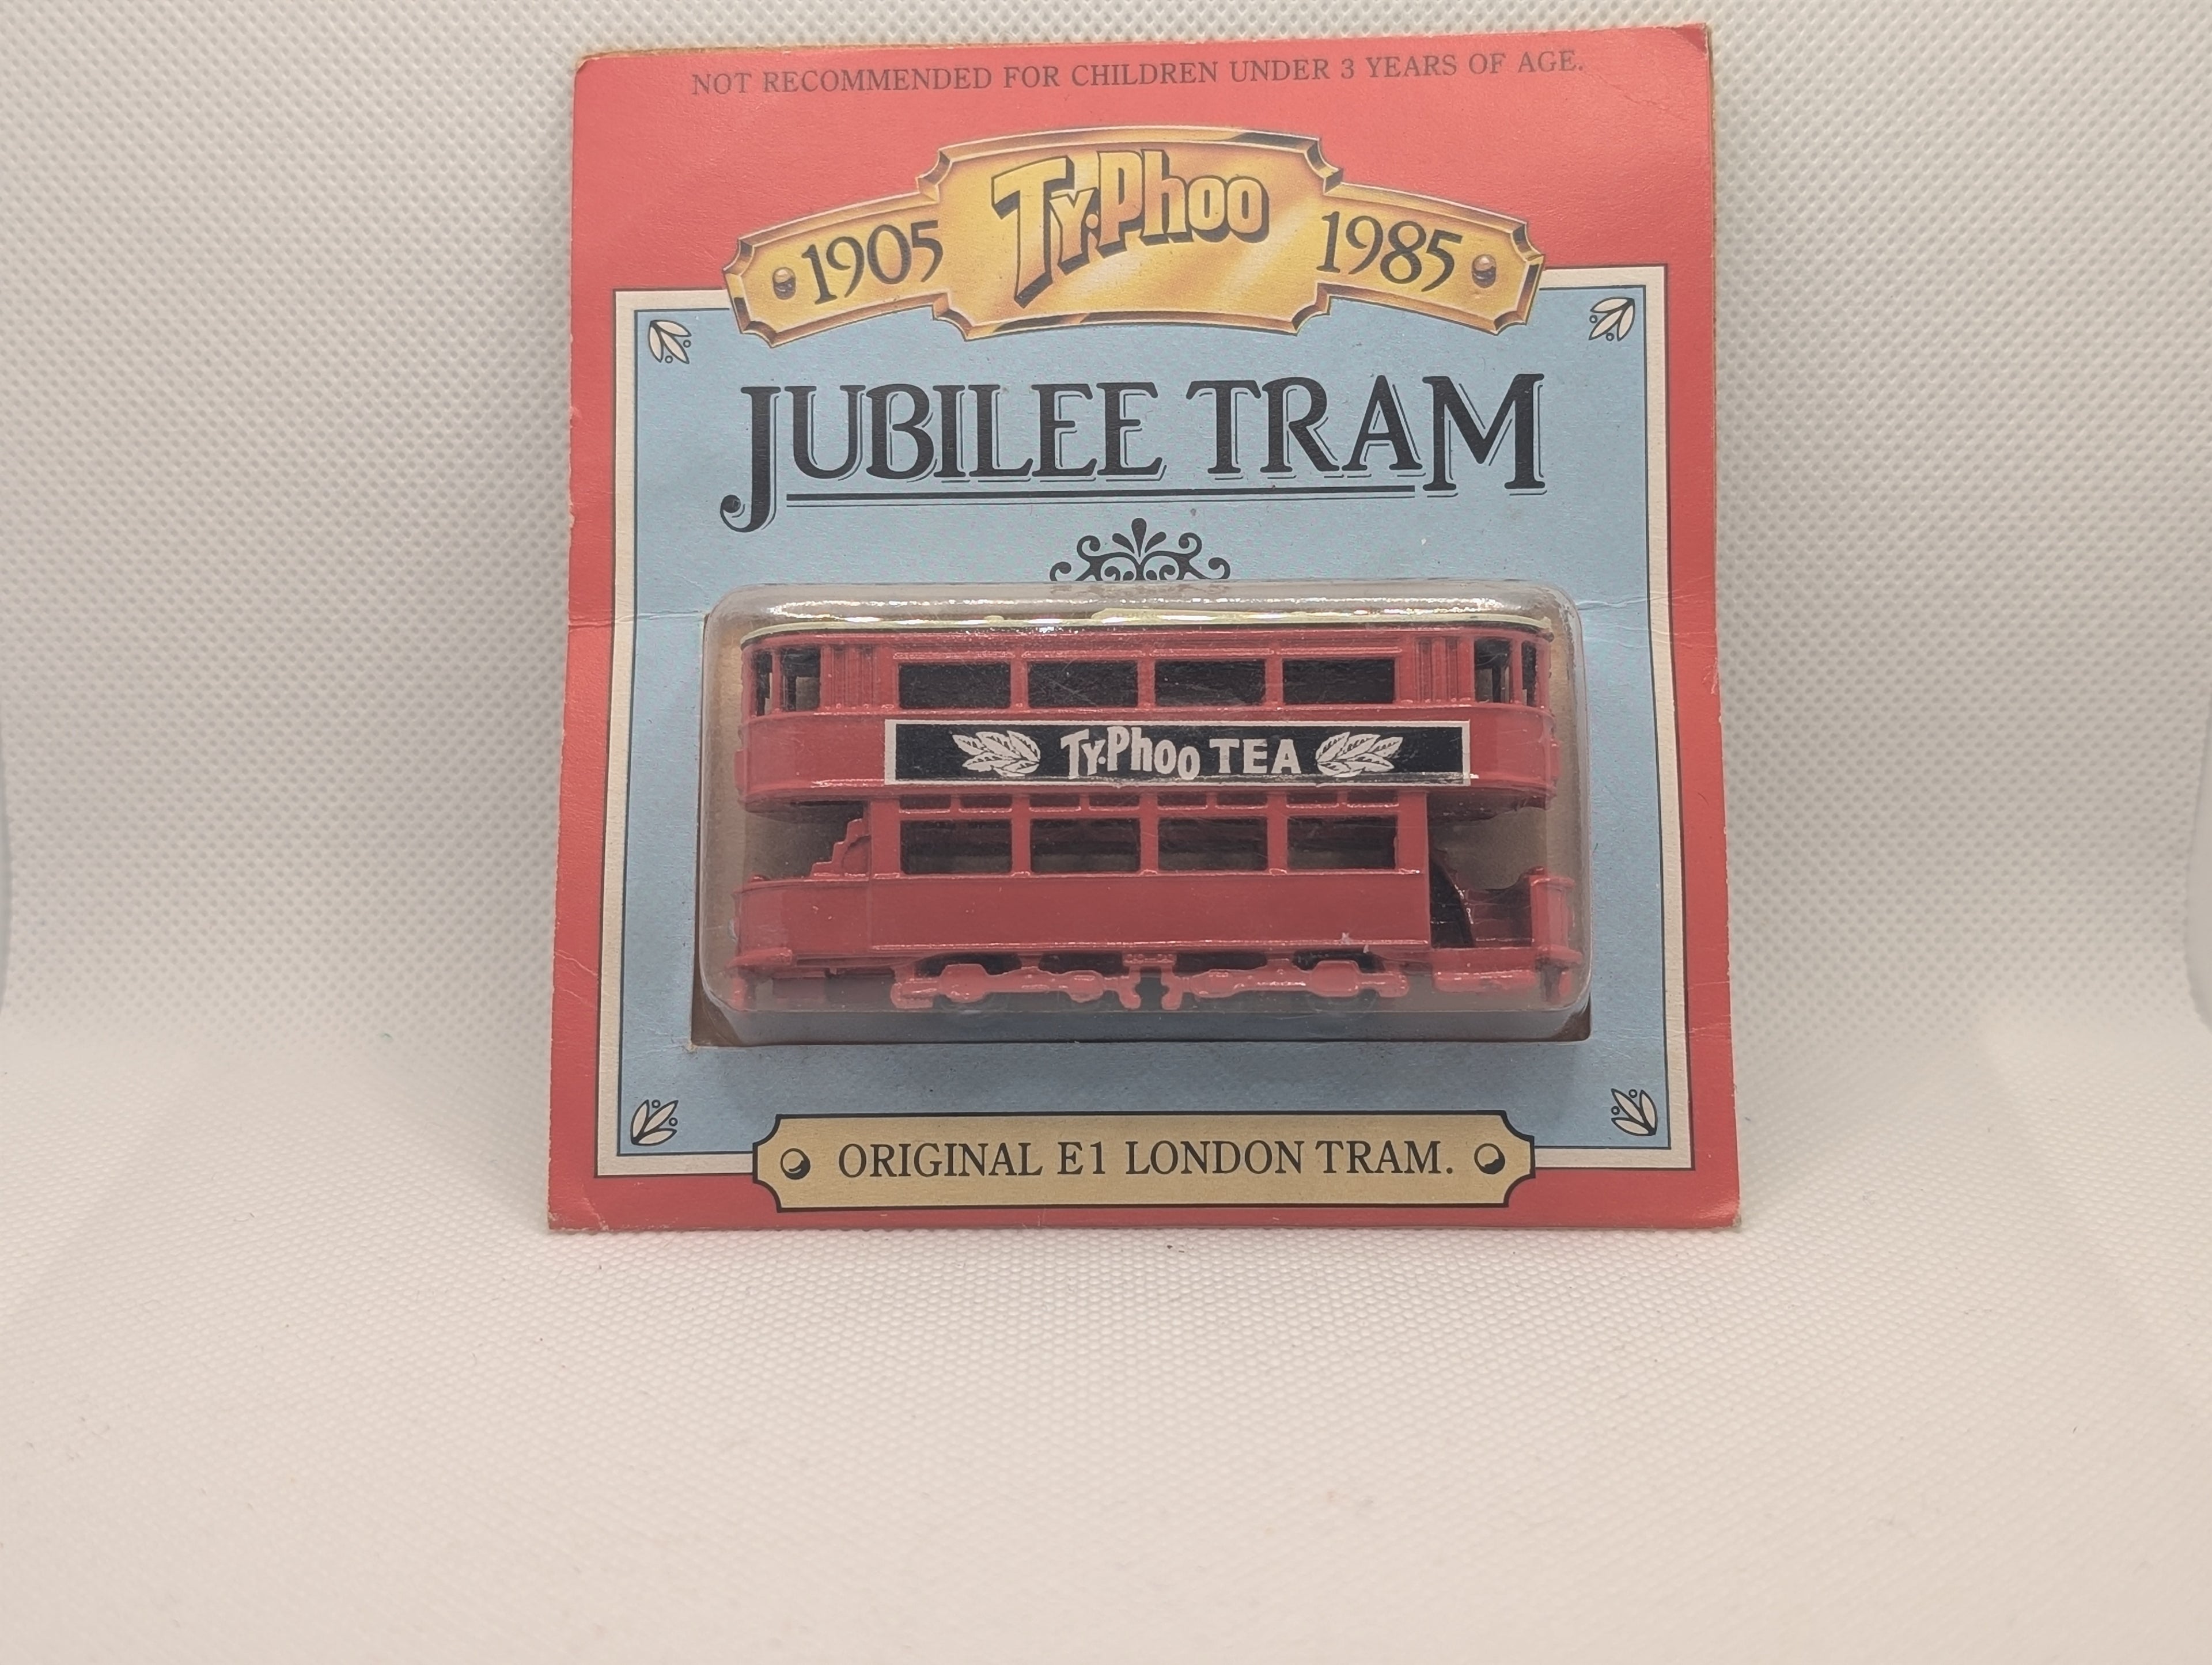 NOT RECOMMENDED FOR CHILDREN UNDER 3 YEARS OF AGE.
1905 Ty·Phoo 1985
JUBILEE TRAM
Ty·Phoo TEA
ORIGINAL E1 LONDON TRAM.